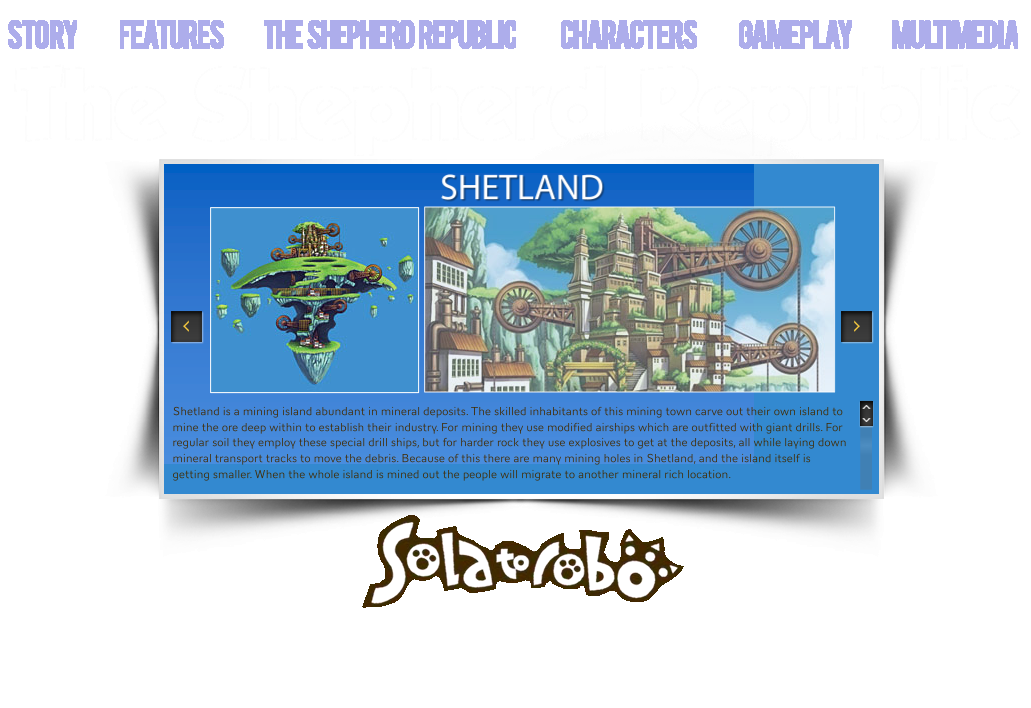 STORY FEATURES THE SHEPHERD REPUBLIC CHARACTERS GAMEPLAY MULTIMEDIA
The Shepherd Republic
SHETLAND
Shetland is a mining island abundant in mineral deposits. The skilled inhabitants of this mining town carve out their own island to
mine the ore deep within to establish their industry. For mining they use modified airships which are outfitted with giant drills. For
regular soil they employ these special drill ships, but for harder rock they use explosives to get at the deposits, all while laying down
mineral transport tracks to move the debris. Because of this there are many mining holes in Shetland, and the island itself is
getting smaller. When the whole island is mined out the people will migrate to another mineral rich location.
Solatorobo